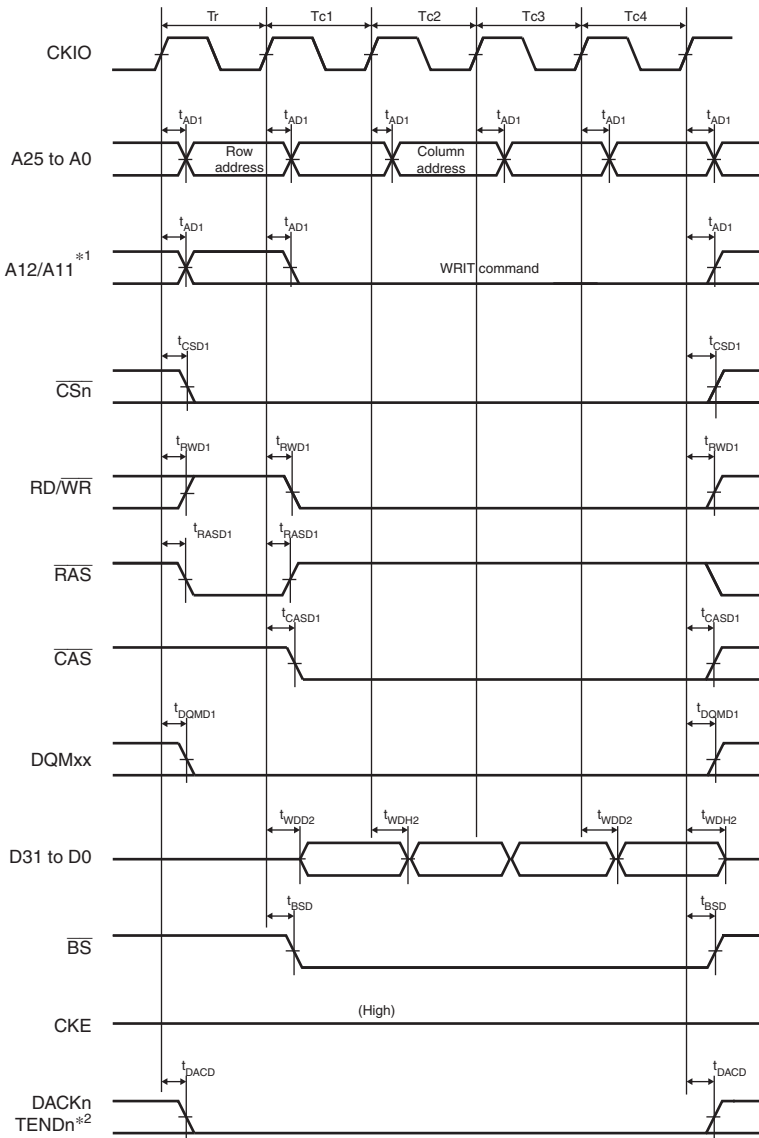 Tr Tc1 Tc2 Tc3 Tc4
CKIO
tAD1 tAD1 tAD1 tAD1 tAD1 tAD1
A25 to A0
Row address
Column address
tAD1 tAD1 tAD1
A12/A11*1
WRIT command
tCSD1 tCSD1
CSn
tRWD1 tRWD1 tRWD1
RD/WR
tRASD1 tRASD1
RAS
tCASD1 tCASD1
CAS
tDQMD1 tDQMD1
DQMxx
tWDD2 tWDH2 tWDD2 tWDH2
D31 to D0
tBSD tBSD
BS
(High)
CKE
tDACD tDACD
DACKn
TENDn*2